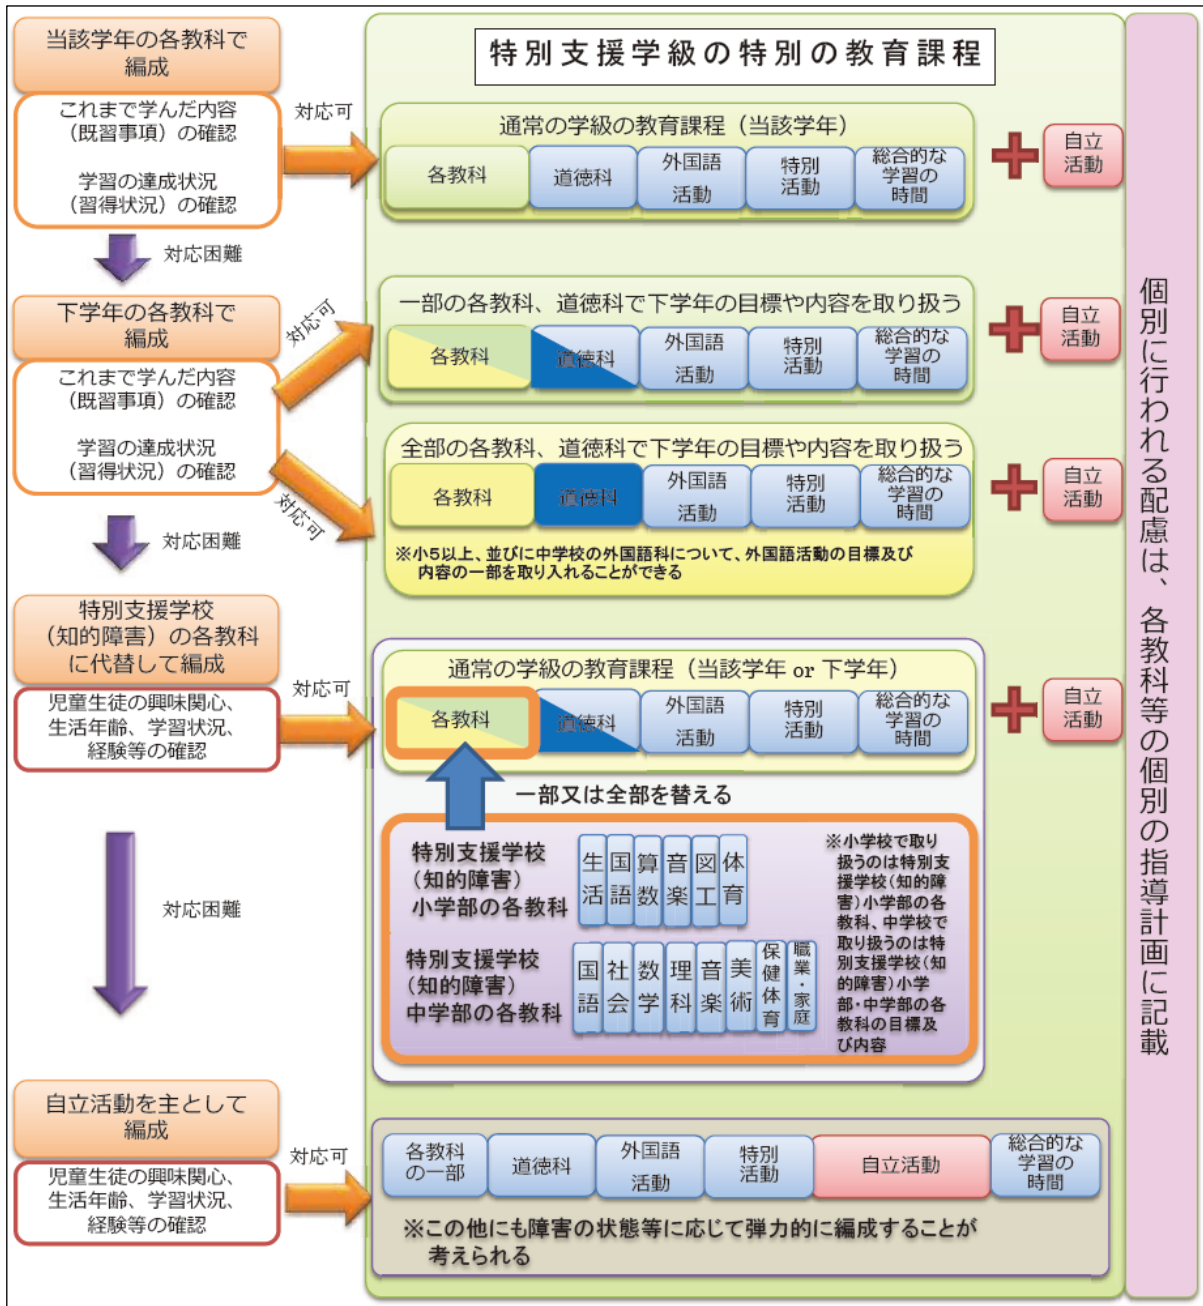 特別支援学級の特別の教育課程
当該学年の各教科で
編成
これまで学んだ内容
(既習事項)の確認
学習の達成状況
(習得状況)の確認
対応可
通常の学級の教育課程(当該学年)
各教科
道徳科
外国語
活動
特別
活動
総合的な
学習の
時間
自立
活動
対応困難
下学年の各教科で
編成
これまで学んだ内容
(既習事項)の確認
学習の達成状況
(習得状況)の確認
対応可
一部の各教科、道徳科で下学年の目標や内容を取り扱う
各教科
道徳科
外国語
活動
特別
活動
総合的な
学習の
時間
自立
活動
対応可
全部の各教科、道徳科で下学年の目標や内容を取り扱う
各教科
道徳科
外国語
活動
特別
活動
総合的な
学習の
時間
※小5以上、並びに中学校の外国語科について、外国語活動の目標及び
内容の一部を取り入れることができる
自立
活動
対応困難
特別支援学校
(知的障害)の各教科
に代替して編成
児童生徒の興味関心、
生活年齢、学習状況、
経験等の確認
対応可
通常の学級の教育課程(当該学年 or 下学年)
各教科
道徳科
外国語
活動
特別
活動
総合的な
学習の
時間
自立
活動
一部又は全部を替える
特別支援学校
(知的障害)
小学部の各教科
生活
国語
算数
音楽
図工
体育
特別支援学校
(知的障害)
中学部の各教科
国語
社会
数学
理科
音楽
美術
保健体育
職業・家庭
※小学校で取り
扱うのは特別支
援学校(知的障
害)小学部の各
教科、中学校で
取り扱うのは特
別支援学校(知
的障害)小学
部・中学部の各
教科の目標及
び内容
対応困難
自立活動を主として
編成
児童生徒の興味関心、
生活年齢、学習状況、
経験等の確認
対応可
各教科
の一部
道徳科
外国語
活動
特別
活動
自立活動
総合的な
学習の
時間
※この他にも障害の状態等に応じて弾力的に編成することが
考えられる
個別に行われる配慮は、各教科等の個別の指導計画に記載